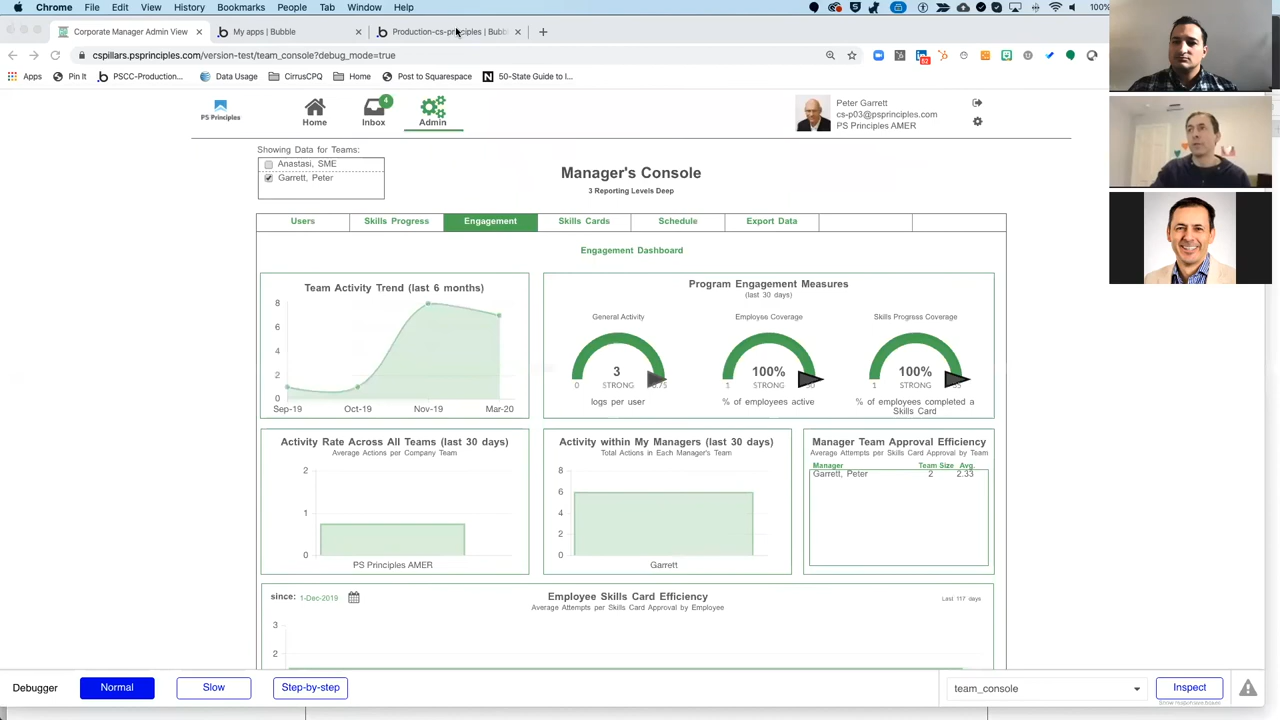 Chrome File Edit View History Bookmarks People Tab Window Help 100%
Corporate Manager Admin View My apps | Bubble Production-cs-principles | Bubb
cspillars.psprinciples.com/version-test/team_console?debug_mode=true
Apps Pin It PSCC-Production... Data Usage CirrusCPQ Home Post to Squarespace 50-State Guide to I...
PS Principles
Home
Inbox
4
Admin
Peter Garrett
cs-p03@psprinciples.com
PS Principles AMER
Showing Data for Teams:
Anastasi, SME
Garrett, Peter
Manager's Console
3 Reporting Levels Deep
Users Skills Progress Engagement Skills Cards Schedule Export Data
Engagement Dashboard
Team Activity Trend (last 6 months)
8
6
4
2
0
Sep-19 Oct-19 Nov-19 Mar-20
Program Engagement Measures
(last 30 days)
General Activity Employee Coverage Skills Progress Coverage
3 100% 100%
0 STRONG 1 STRONG 1 STRONG
logs per user % of employees active % of employees completed a
Skills Card
Activity Rate Across All Teams (last 30 days)
Average Actions per Company Team
2
1
0
PS Principles AMER
Activity within My Managers (last 30 days)
Total Actions in Each Manager's Team
8
6
4
2
0
Garrett
Manager Team Approval Efficiency
Average Attempts per Skills Card Approval by Team
Manager Team Size Avg.
Garrett, Peter 2 2.33
since: 1-Dec-2019
Employee Skills Card Efficiency
Average Attempts per Skills Card Approval by Employee
Last 117 days
3
2
Debugger Normal Slow Step-by-step team_console Inspect